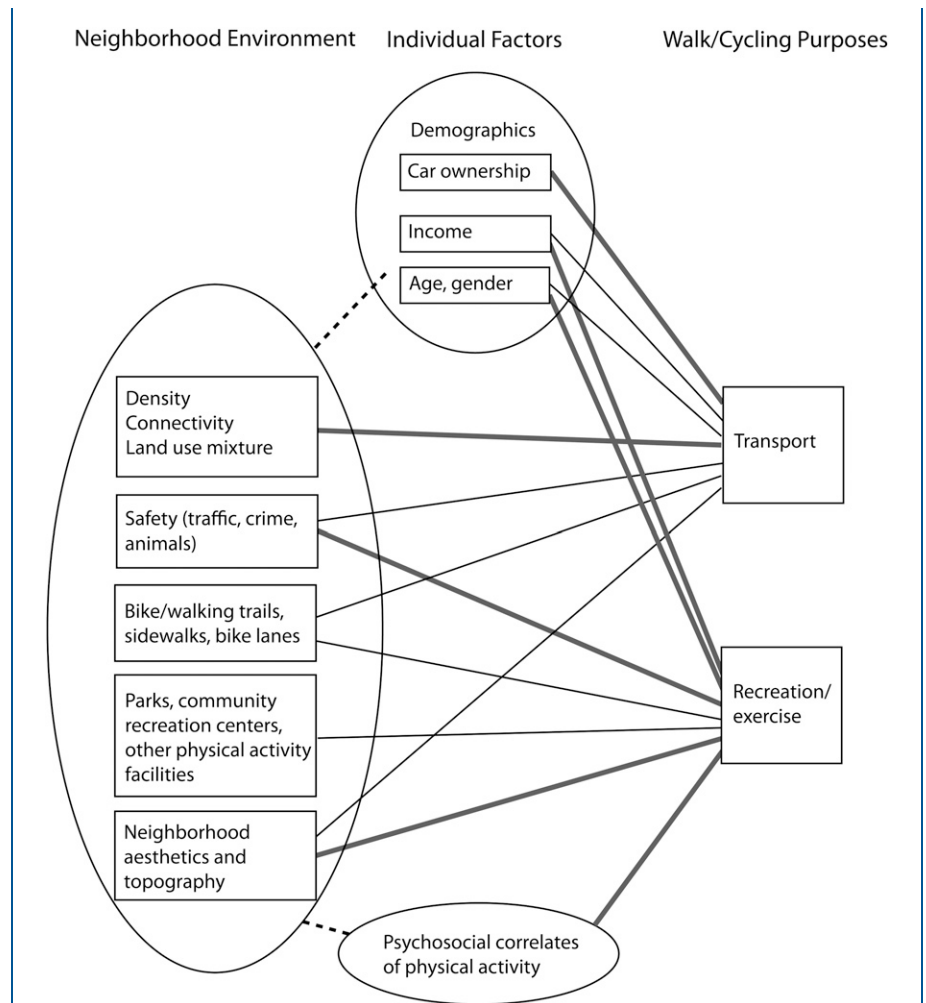 Neighborhood Environment
Individual Factors
Walk/Cycling Purposes
Demographics
Car ownership
Income
Age, gender
Density
Connectivity
Land use mixture
Safety (traffic, crime,
animals)
Bike/walking trails,
sidewalks, bike lanes
Parks, community
recreation centers,
other physical activity
facilities
Neighborhood
aesthetics and
topography
Psychosocial correlates
of physical activity
Transport
Recreation/
exercise